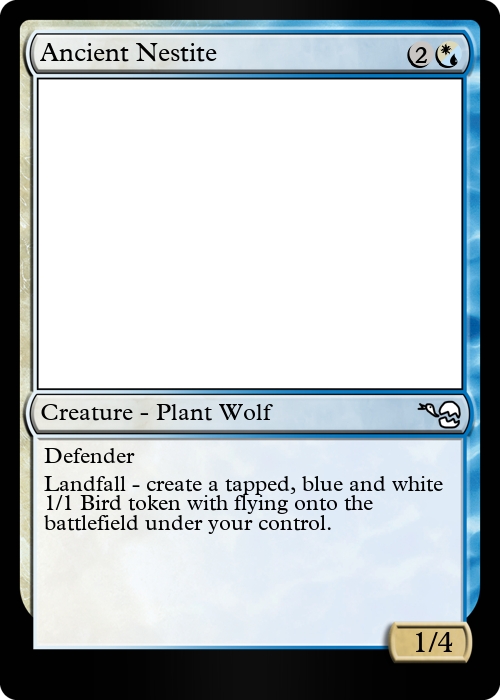 Ancient Nestite 2
Creature - Plant Wolf
Defender
Landfall - create a tapped, blue and white
1/1 Bird token with flying onto the
battlefield under your control.
1/4